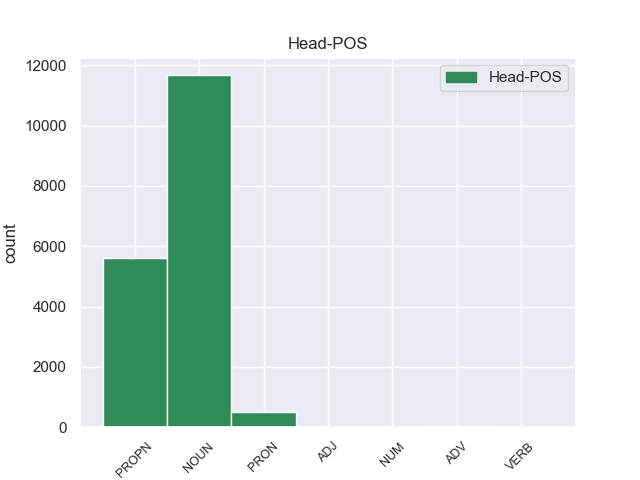 Head-POS
Head-POS
12000
10000
8000
6000
4000
2000
0
count
PROPN
NOUN
PRON
ADJ
NUM
ADV
VERB